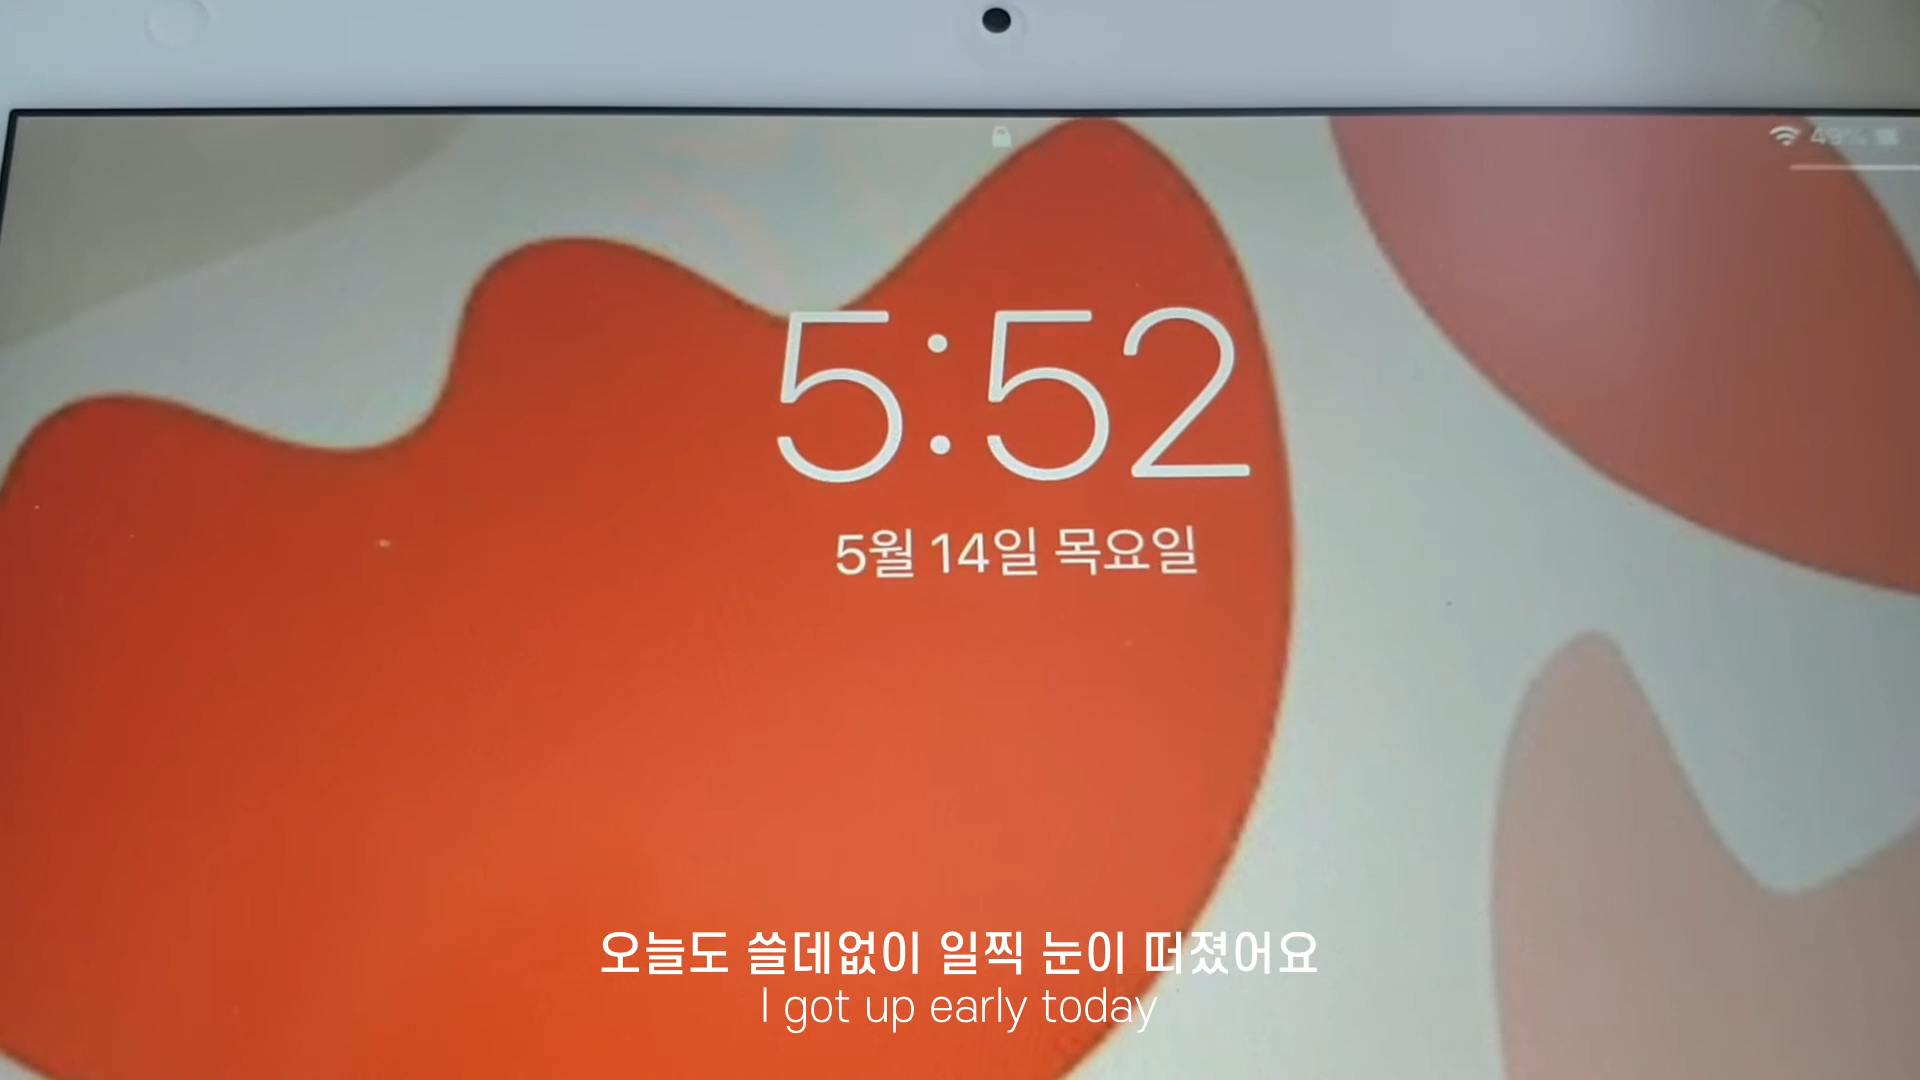 49%
5:52
5월 14일 목요일
오늘도 쓸데없이 일찍 눈이 떠졌어요
I got up early today